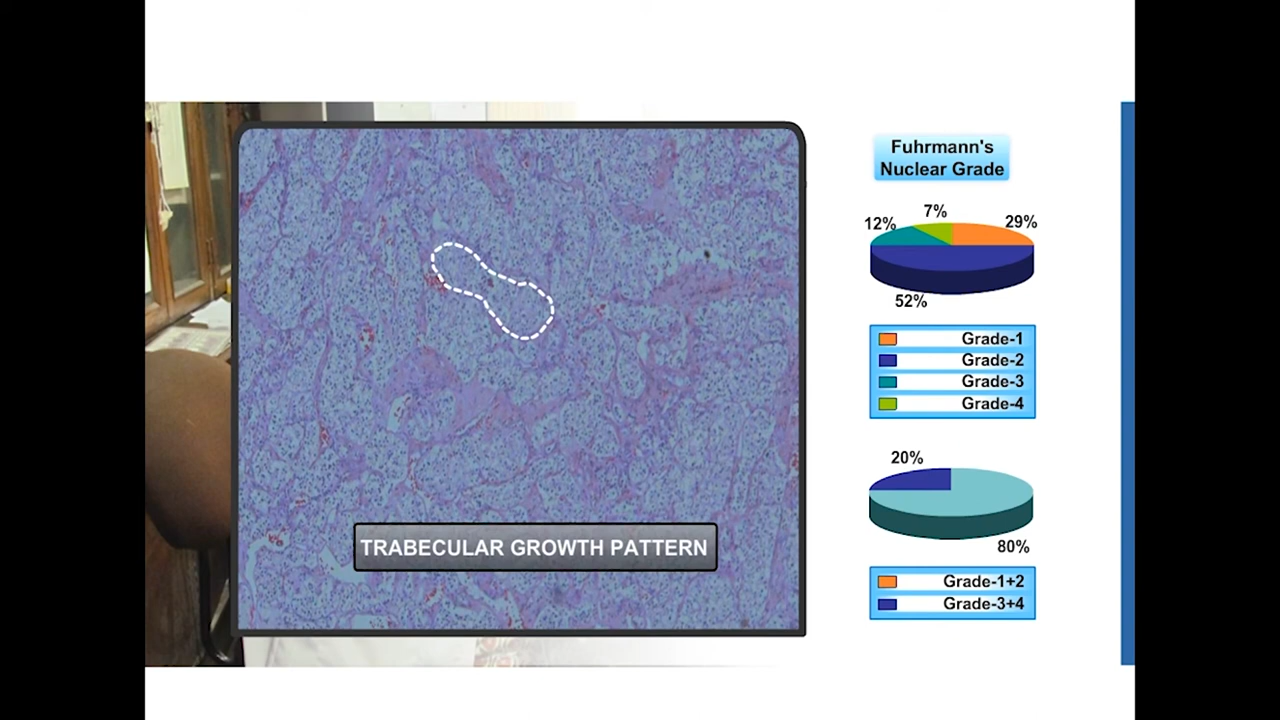 Fuhrmann's
Nuclear Grade
7%
12%
29%
52%
Grade-1
Grade-2
Grade-3
Grade-4
20%
80%
Grade-1+2
Grade-3+4
TRABECULAR GROWTH PATTERN